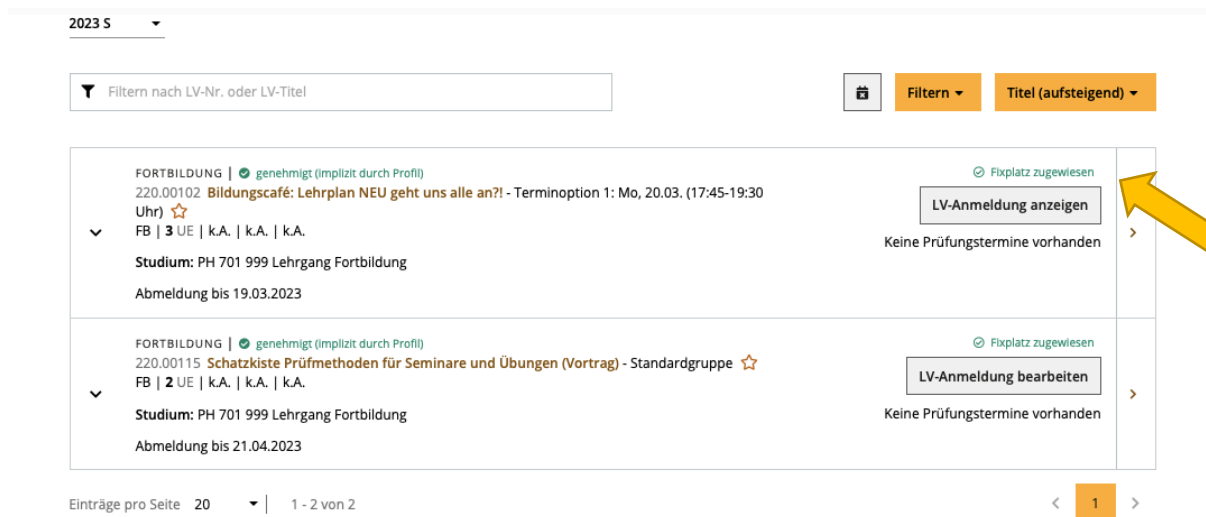 2023 S
Filtern nach LV-Nr. oder LV-Titel
Filtern
Titel (aufsteigend)
FORTBILDUNG | genehmigt (implizit durch Profil)
220.00102 Bildungscafé: Lehrplan NEU geht uns alle an?! - Terminoption 1: Mo, 20.03. (17:45-19:30
Uhr)
FB | 3 UE | k.A. | k.A. | k.A.
Studium: PH 701 999 Lehrgang Fortbildung
Abmeldung bis 19.03.2023
Fixplatz zugewiesen
LV-Anmeldung anzeigen
Keine Prüfungstermine vorhanden
FORTBILDUNG | genehmigt (implizit durch Profil)
220.00115 Schatzkiste Prüfmethoden für Seminare und Übungen (Vortrag) - Standardgruppe
FB | 2 UE | k.A. | k.A. | k.A.
Studium: PH 701 999 Lehrgang Fortbildung
Abmeldung bis 21.04.2023
Fixplatz zugewiesen
LV-Anmeldung bearbeiten
Keine Prüfungstermine vorhanden
Einträge pro Seite 20 | 1 - 2 von 2
< 1 >